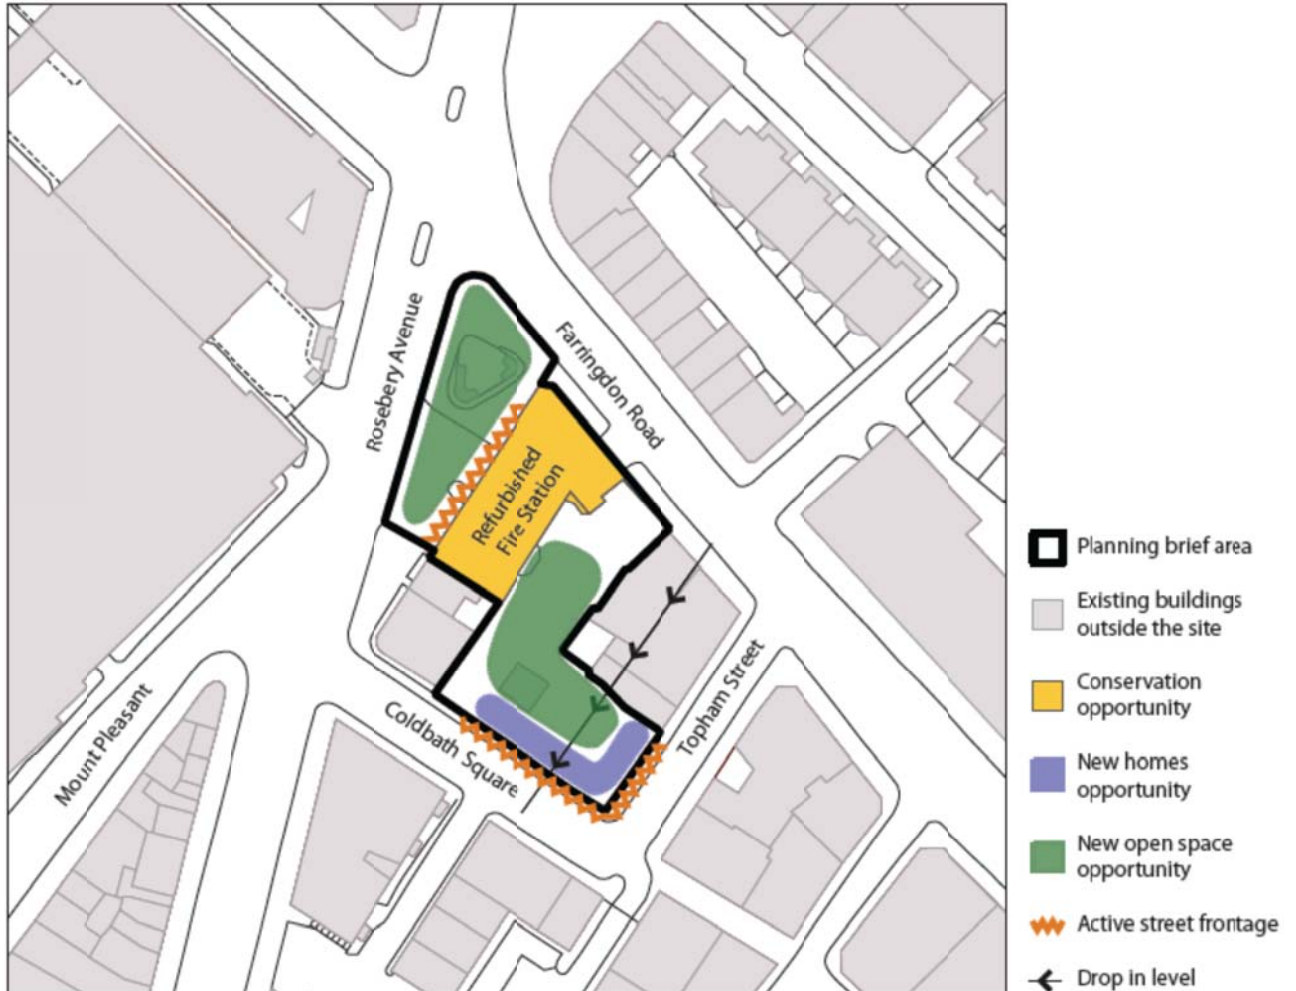 Rosebery Avenue
Farringdon Road
Refurbished
Fire Station
Topham Street
Coldbath Square
Mount Pleasant
Planning brief area
Existing buildings
outside the site
Conservation
opportunity
New homes
opportunity
New open space
opportunity
Active street frontage
Drop in level